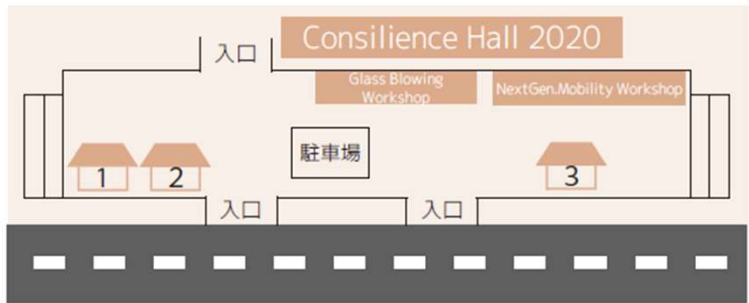 Consilience Hall 2020
入口
Glass Blowing
Workshop
NextGen.Mobility Workshop
駐車場
1
2
3
入口
入口